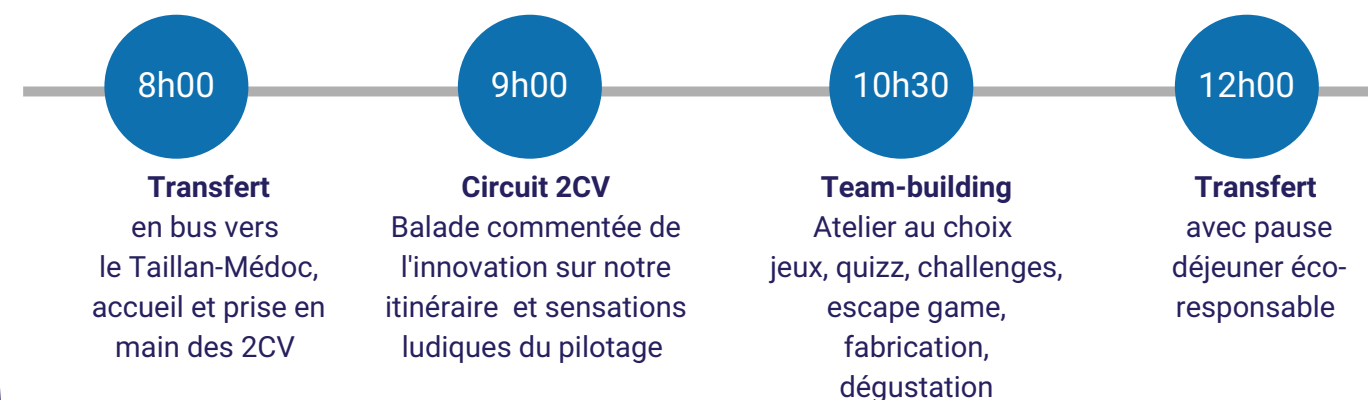 8h00
Transfert
en bus vers
le Taillan-Médoc,
accueil et prise en
main des 2CV
9h00
Circuit 2CV
Balade commentée de
l'innovation sur notre
itinéraire et sensations
ludiques du pilotage
10h30
Team-building
Atelier au choix
jeux, quizz, challenges,
escape game,
fabrication,
dégustation
12h00
Transfert
avec pause
déjeuner éco-
responsable